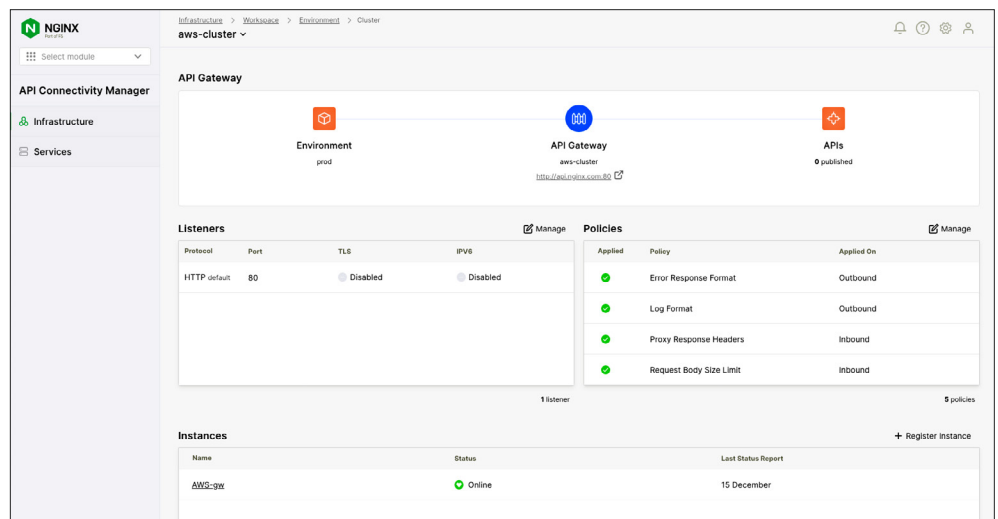 NGINX
Part of F5
Select module
API Connectivity Manager
Infrastructure
Services
Infrastructure > Workspace > Environment > Cluster
aws-cluster
API Gateway
Environment
prod
API Gateway
aws-cluster
http://api.nginx.com:80
APIs
0 published
Listeners
Manage
Protocol Port TLS IPV6
HTTP default 80 Disabled Disabled
1 listener
Policies
Manage
Applied Policy Applied On
Error Response Format Outbound
Log Format Outbound
Proxy Response Headers Inbound
Request Body Size Limit Inbound
5 policies
Instances
+ Register Instance
Name Status Last Status Report
AWS-gw Online 15 December